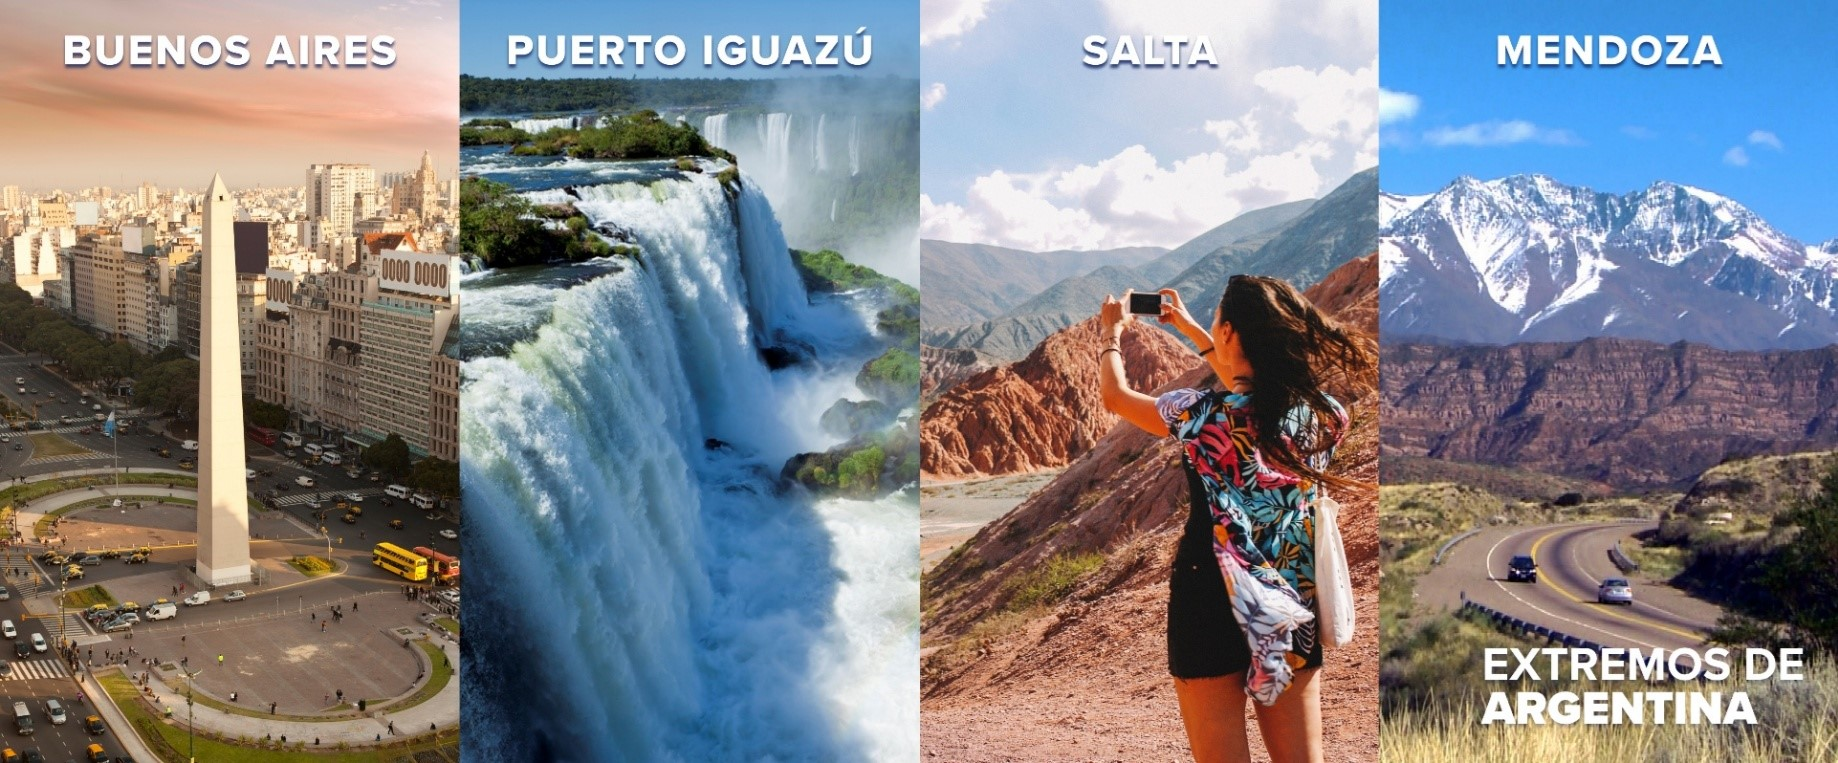 BUENOS AIRES
PUERTO IGUAZÚ
SALTA
MENDOZA
EXTREMOS DE
ARGENTINA